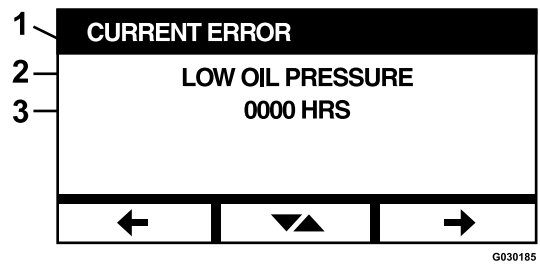 1 CURRENT ERROR
2 LOW OIL PRESSURE
3 0000 HRS
G030185